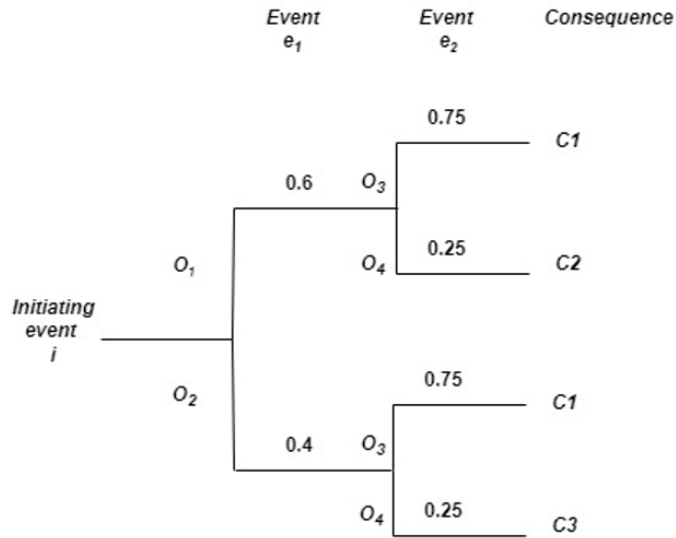 Event
e₁
Event
e₂
Consequence
0.75
C1
0.6
O₃
O₁
O₄
0.25
C2
Initiating
event
i
O₂
0.75
C1
0.4
O₃
O₄
0.25
C3